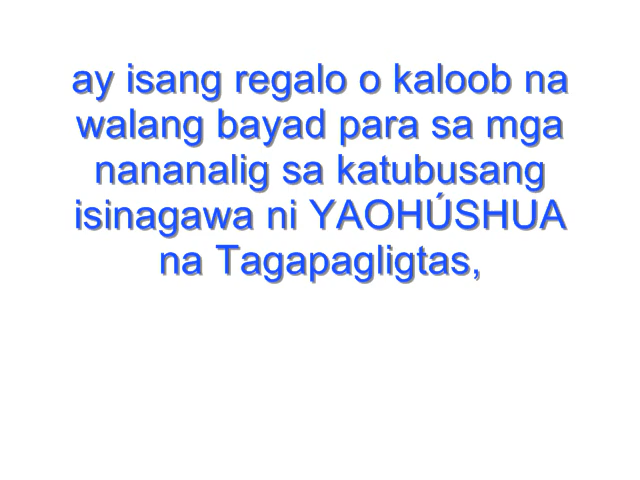 ay isang regalo o kaloob na
walang bayad para sa mga
nananalig sa katubusang
isinagawa ni YAOHÚSHUA
na Tagapagligtas,